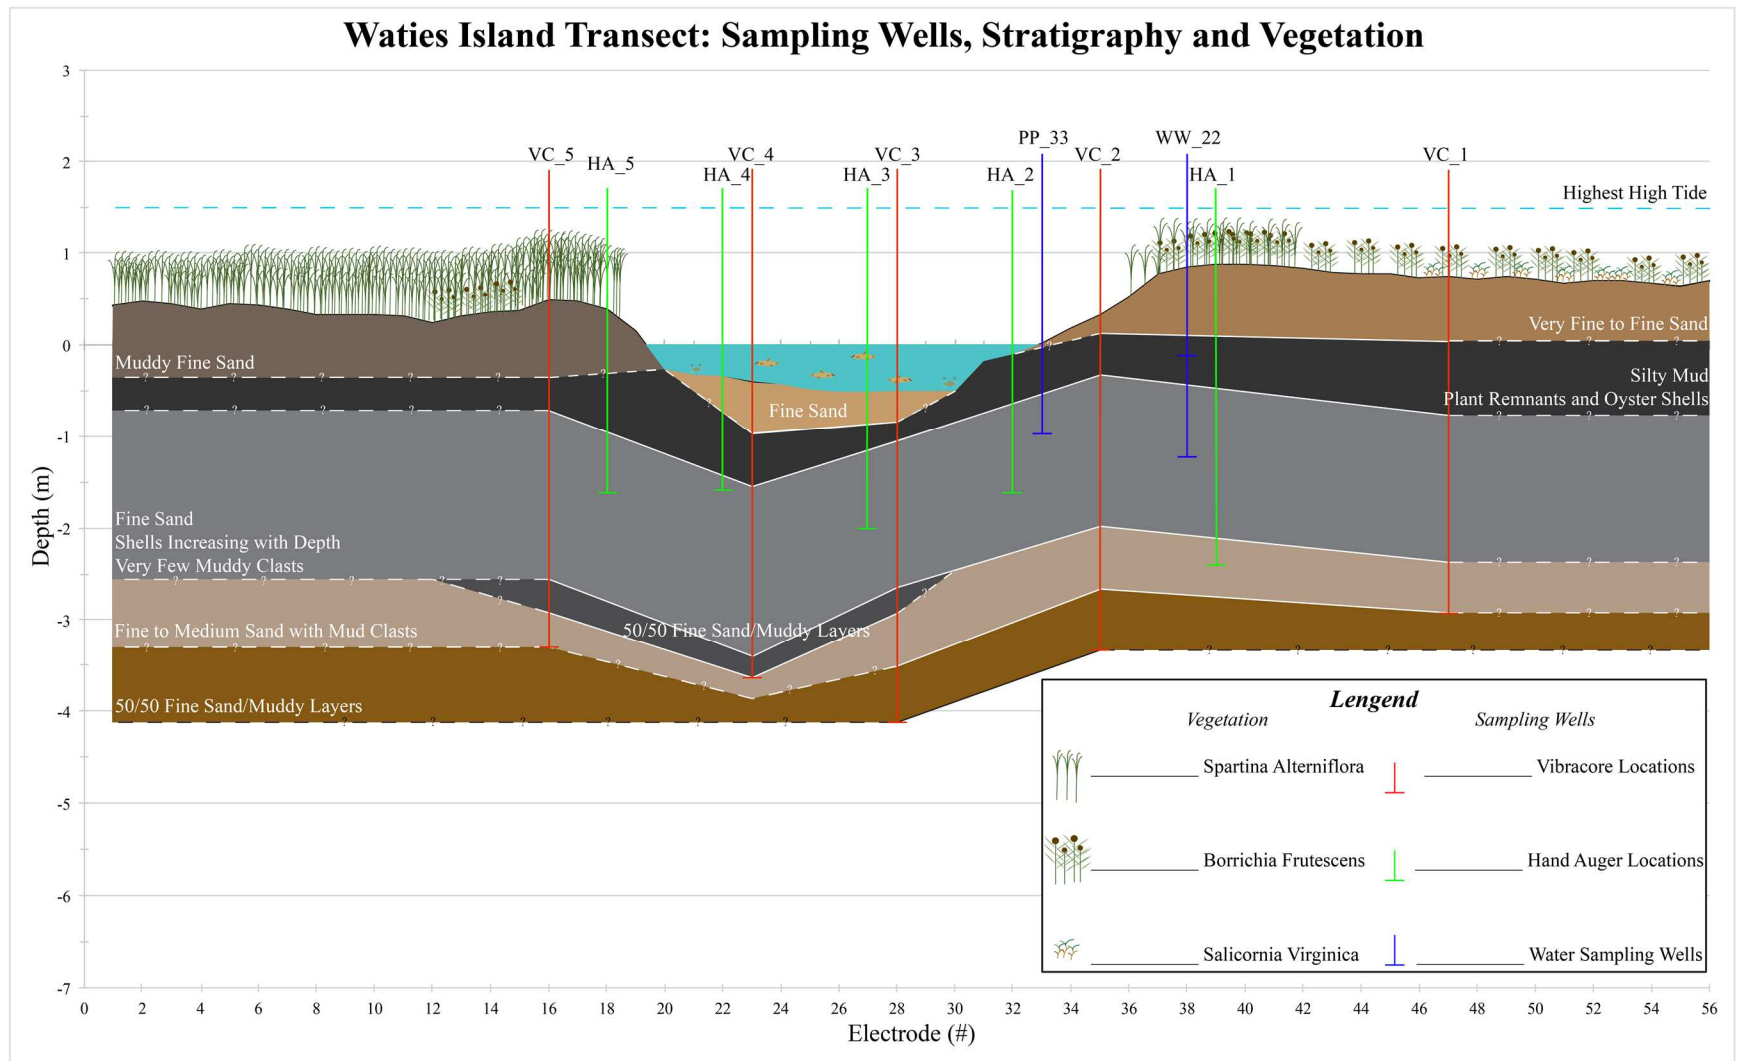 Waties Island Transect: Sampling Wells, Stratigraphy and Vegetation
3
2
1
0
-1
-2
-3
-4
-5
-6
-7
Depth (m)
PP_33
WW_22
VC_5
HA_5
VC_4
HA_4
VC_3
HA_3
HA_2
VC_2
HA_1
VC_1
Highest High Tide
Muddy Fine Sand
Very Fine to Fine Sand
Silty Mud
Plant Remnants and Oyster Shells
Fine Sand
Fine Sand
Shells Increasing with Depth
Very Few Muddy Clasts
Fine to Medium Sand with Mud Clasts
50/50 Fine Sand/Muddy Layers
50/50 Fine Sand/Muddy Layers
Lengend
Vegetation
Sampling Wells
Spartina Alterniflora
Vibracore Locations
Borrichia Frutescens
Hand Auger Locations
Salicornia Virginica
Water Sampling Wells
0 2 4 6 8 10 12 14 16 18 20 22 24 26 28 30 32 34 36 38 40 42 44 46 48 50 52 54 56
Electrode (#)